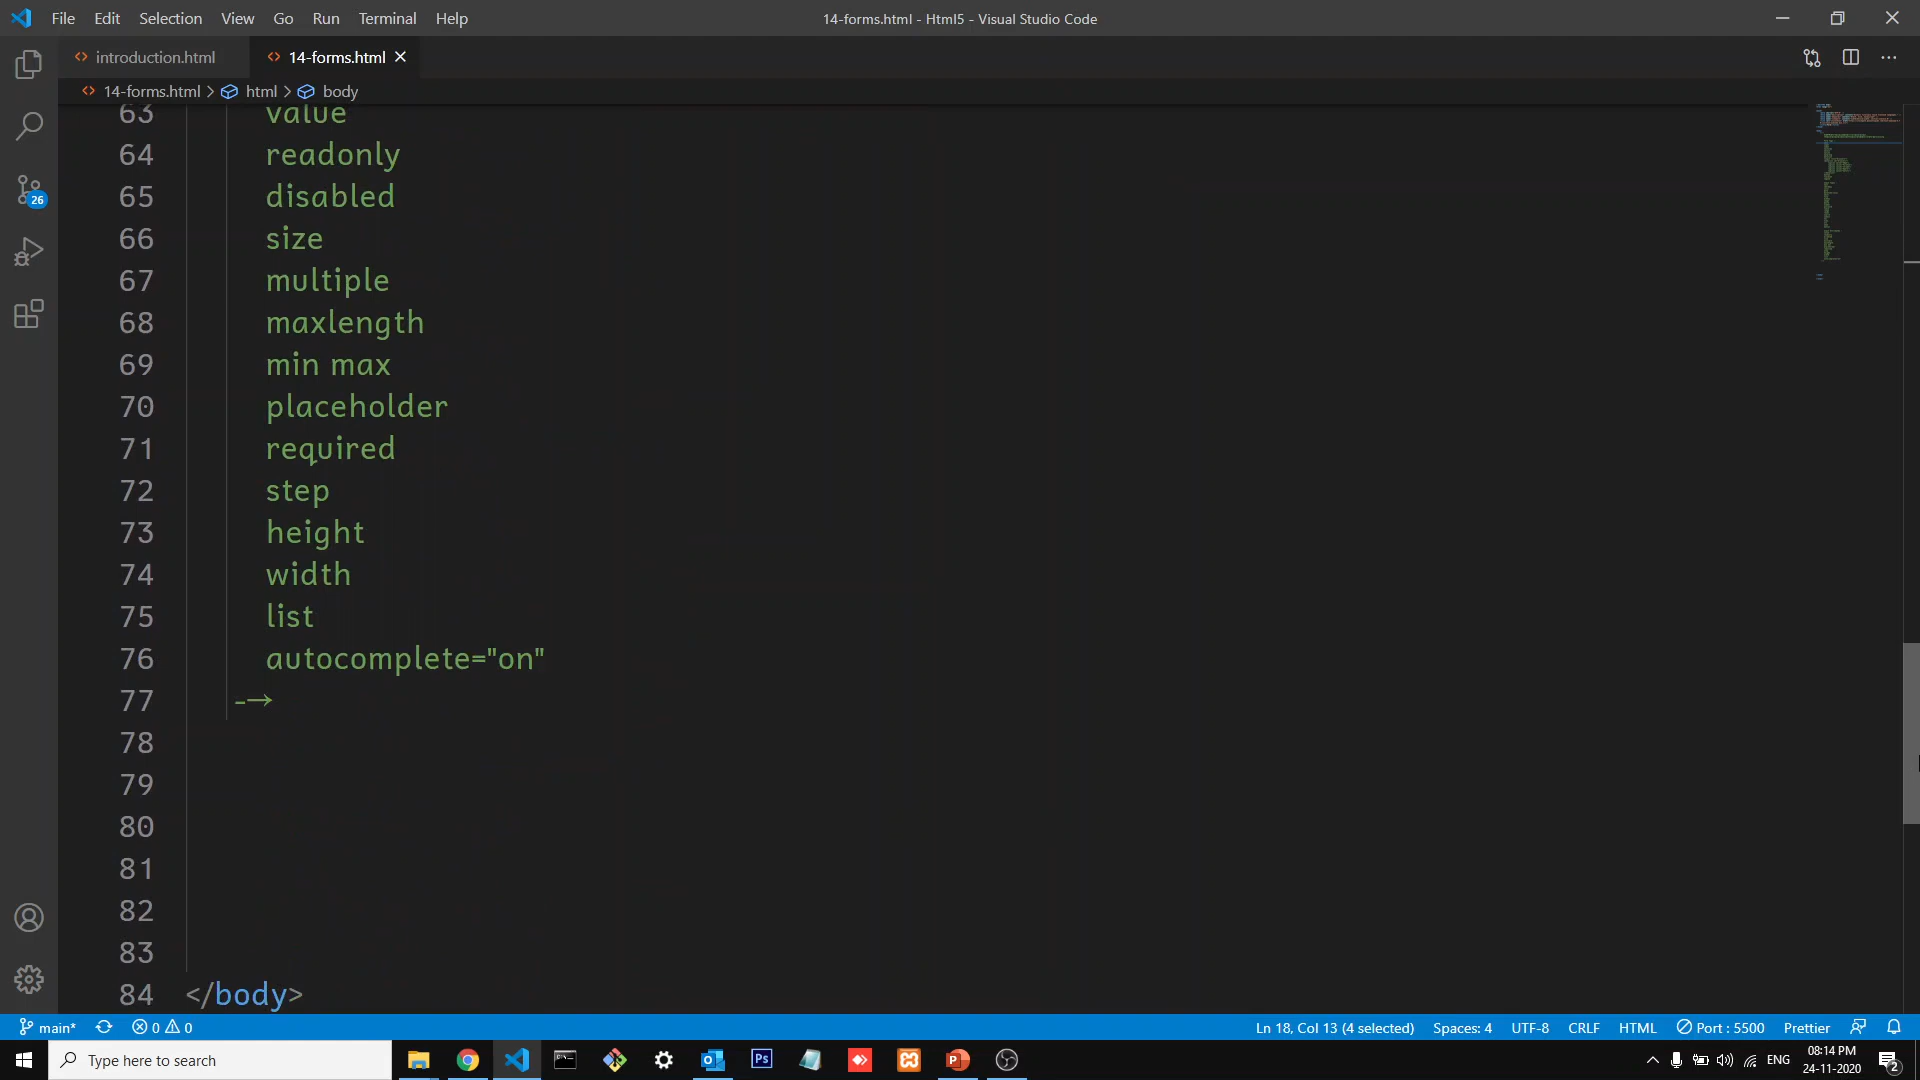 File Edit Selection View Go Run Terminal Help
14-forms.html - Html5 - Visual Studio Code
introduction.html
14-forms.html
14-forms.html > html > body
63 value
64 readonly
65 disabled
66 size
67 multiple
68 maxlength
69 min max
70 placeholder
71 required
72 step
73 height
74 width
75 list
76 autocomplete="on"
77 -->
78
79
80
81
82
83
84 </body>
26
main* 0 0
Ln 18, Col 13 (4 selected) Spaces: 4 UTF-8 CRLF HTML Port : 5500 Prettier
Type here to search
Ps
ENG
08:14 PM
24-11-2020
2